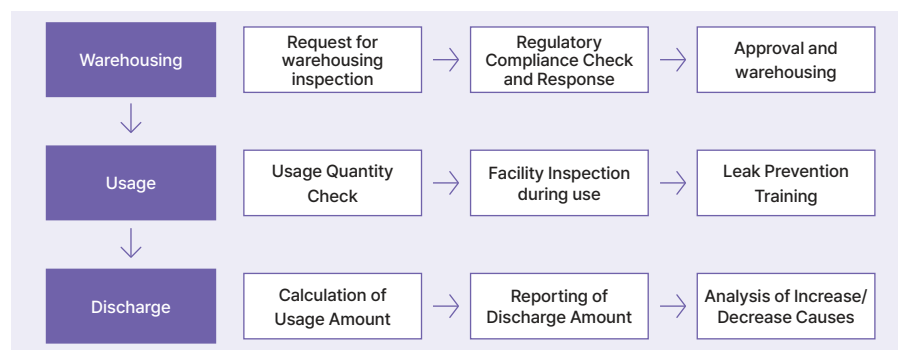 Warehousing
Request for
warehousing
inspection
Regulatory
Compliance Check
and Response
Approval and
warehousing
Usage
Usage Quantity
Check
Facility Inspection
during use
Leak Prevention
Training
Discharge
Calculation of
Usage Amount
Reporting of
Discharge Amount
Analysis of Increase/
Decrease Causes